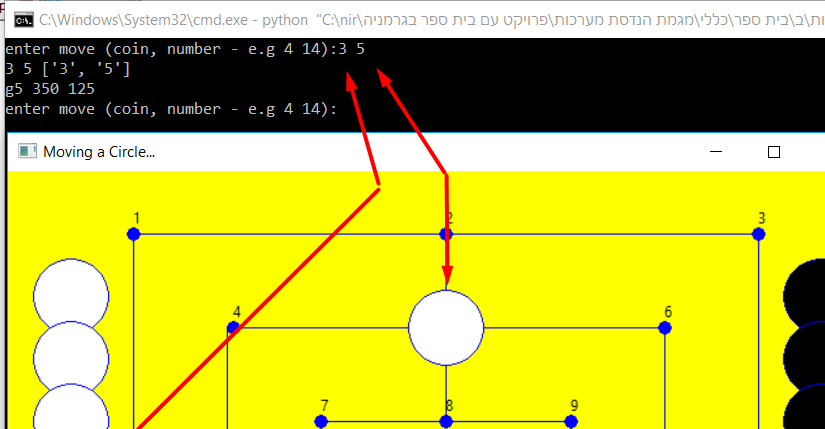 C:\Windows\System32\cmd.exe - python "C:\nir\בית ספר\כללי\מגמת הנדסת מערכות\פרויקט עם בית ספר בגרמניה
enter move (coin, number - e.g 4 14):3 5
3 5 ['3', '5']
g5 350 125
enter move (coin, number - e.g 4 14):
Moving a Circle...
1 2 3
4 6
7 8 9